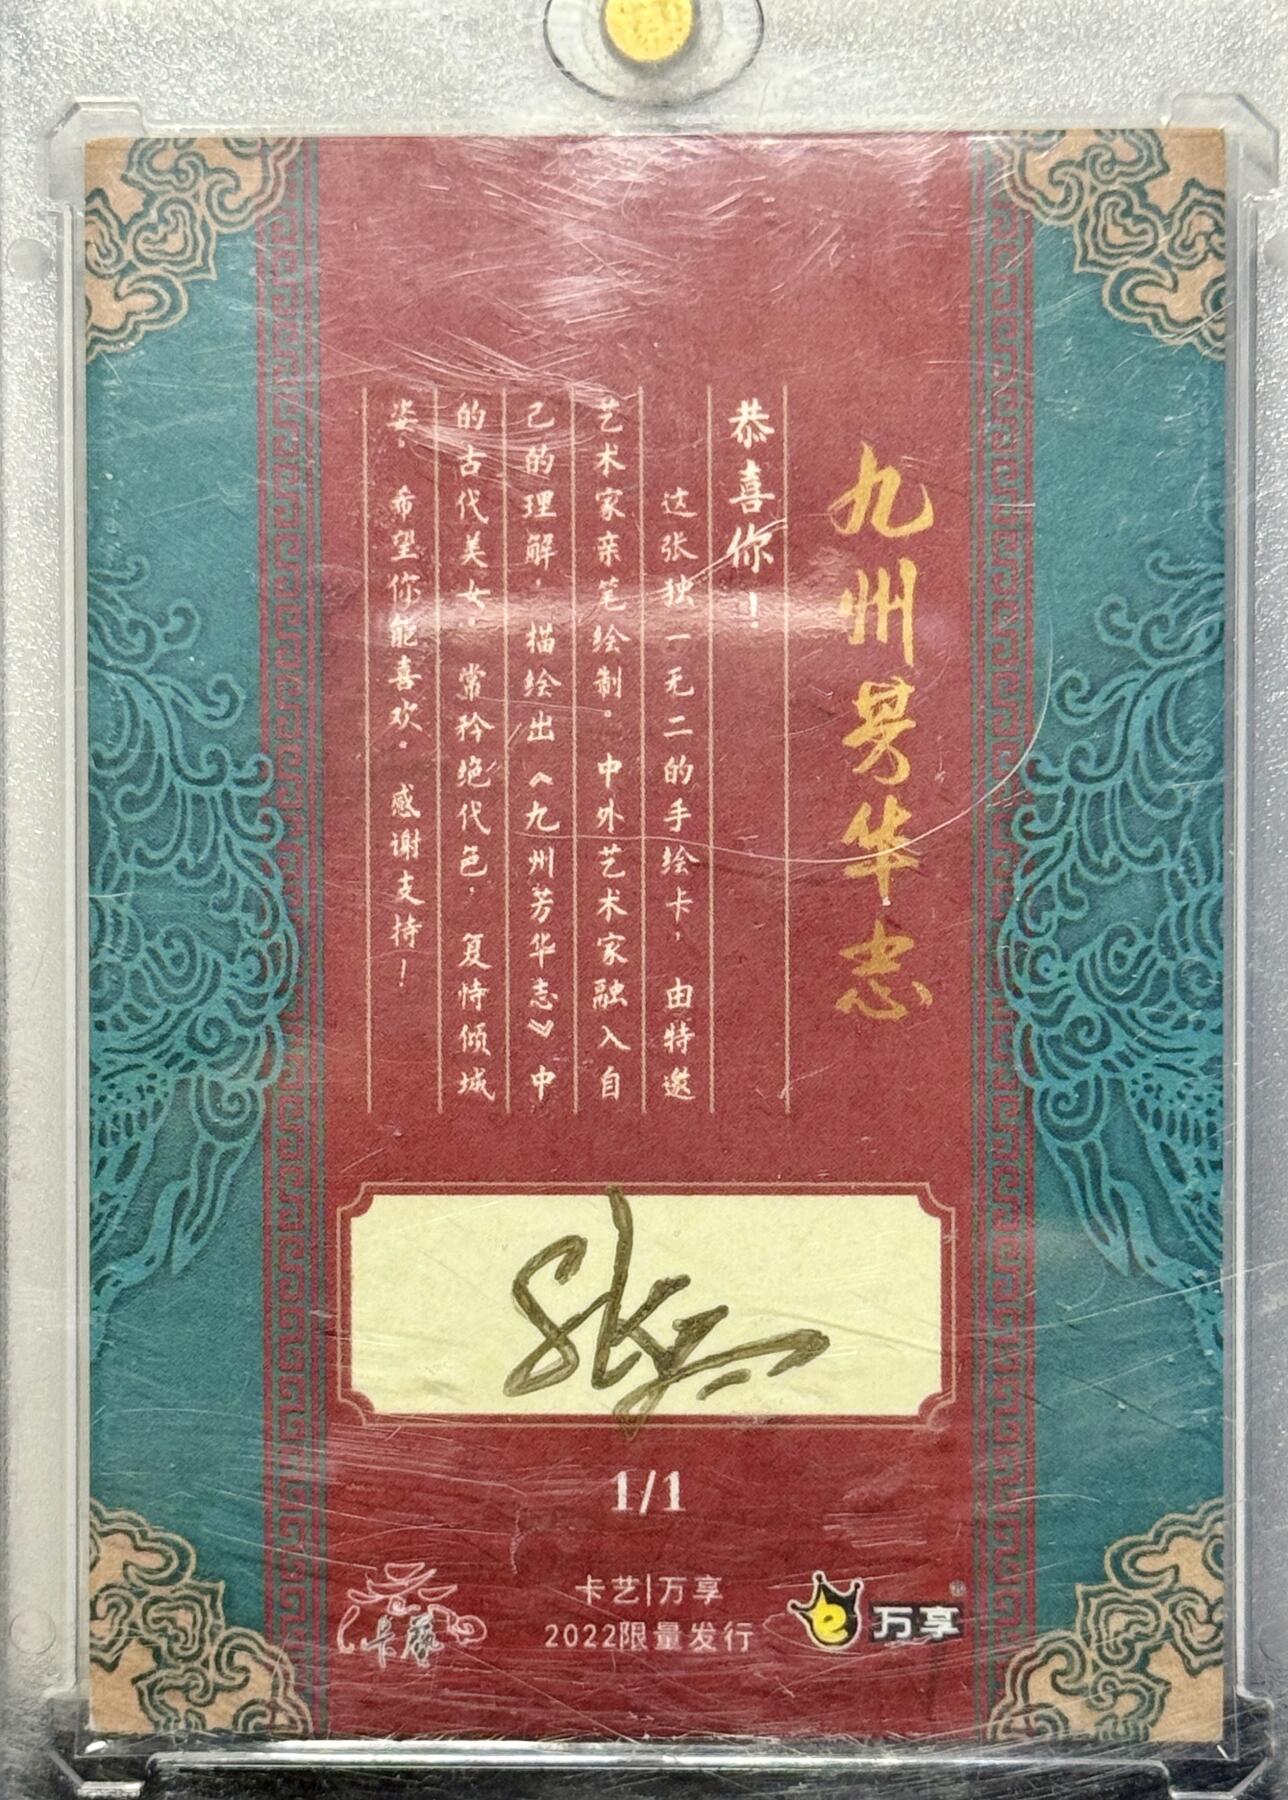 九州芳华志
恭喜你！
这张独一无二的手绘卡，由特邀
艺术家亲笔绘制。中外艺术家融入自
己的理解，描绘出《九州芳华志》中
的古代美女。常矜绝代色，复恃倾城
姿。希望你能喜欢。感谢支持！
1/1
卡艺
卡艺|万享
2022限量发行
e万享®